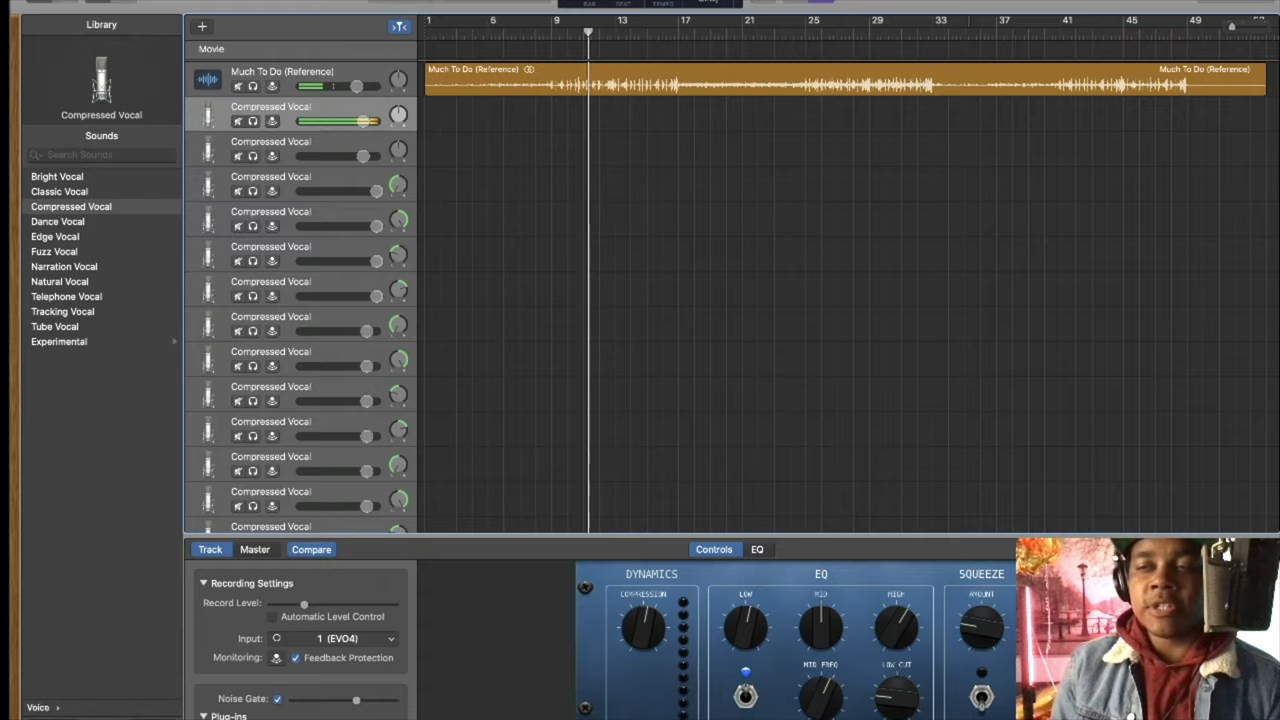 BAR BEAT TEMPO
Library
Compressed Vocal
Sounds
Search Sounds
Bright Vocal
Classic Vocal
Compressed Vocal
Dance Vocal
Edge Vocal
Fuzz Vocal
Narration Vocal
Natural Vocal
Telephone Vocal
Tracking Vocal
Tube Vocal
Experimental
Voice
1 5 9 13 17 21 25 29 33 37 41 45 49
Movie
Much To Do (Reference)
Compressed Vocal
Compressed Vocal
Compressed Vocal
Compressed Vocal
Compressed Vocal
Compressed Vocal
Compressed Vocal
Compressed Vocal
Compressed Vocal
Compressed Vocal
Compressed Vocal
Compressed Vocal
Compressed Vocal
Much To Do (Reference) Much To Do (Reference)
Track Master Compare
Controls EQ
Recording Settings
Record Level:
Automatic Level Control
Input: 1 (EVO4)
Monitoring: Feedback Protection
Noise Gate:
Plug-ins
DYNAMICS EQ SQUEEZE
COMPRESSION LOW MID HIGH AMOUNT
MID FREQ LOW CUT